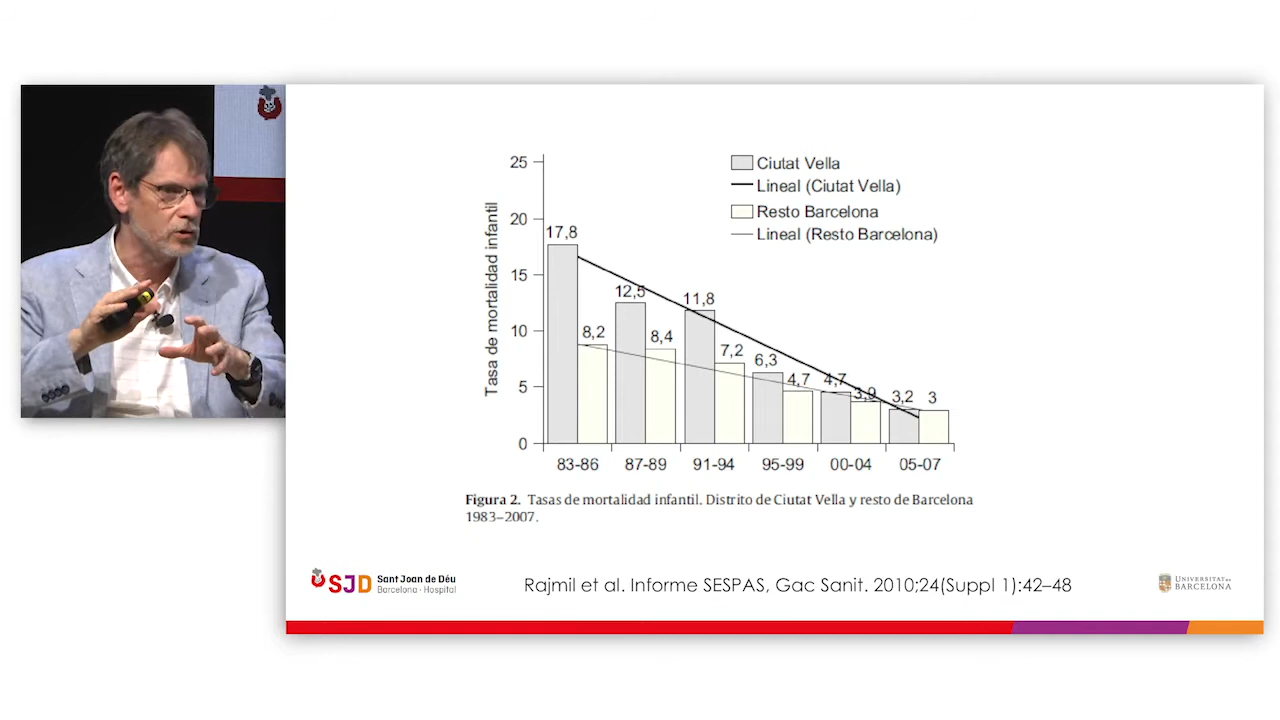 25
20
15
10
5
0
Tasa de mortalidad infantil
Ciutat Vella
Lineal (Ciutat Vella)
Resto Barcelona
Lineal (Resto Barcelona)
17,8
8,2
12,5
8,4
11,8
7,2
6,3
4,7
4,7
3,9
3,2
3
83-86
87-89
91-94
95-99
00-04
05-07
Figura 2. Tasas de mortalidad infantil. Distrito de Ciutat Vella y resto de Barcelona
1983–2007.
SJD
Sant Joan de Déu
Barcelona · Hospital
Rajmil et al. Informe SESPAS, Gac Sanit. 2010;24(Suppl 1):42–48
UNIVERSITAT DE
BARCELONA